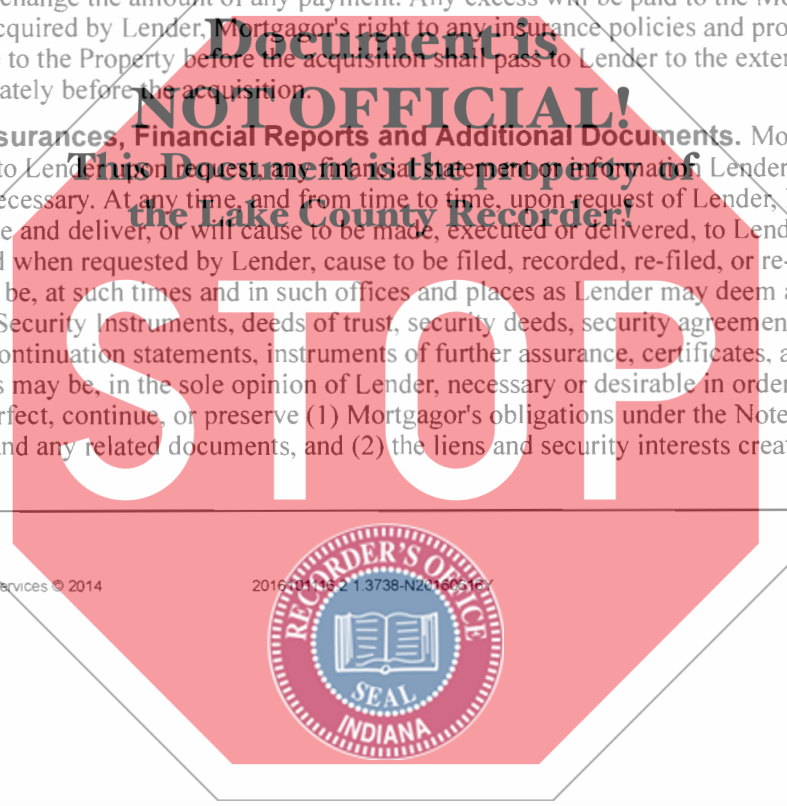 change the amount of any payment. Any excess will be paid to the Mo
cquired by Lender, Mortgagor's right to any insurance policies and pro
Document is
e to the Property before the acquisition shall pass to Lender to the exten
ately before the acquisition.
NOT OFFICIAL!
surances, Financial Reports and Additional Documents. Mo
to Lender upon request, any financial statement or information Lender
This Document is the property of
ecessary. At any time, and from time to time, upon request of Lender,
the Lake County Recorder!
e and deliver, or will cause to be made, executed or delivered, to Lend
d when requested by Lender, cause to be filed, recorded, re-filed, or re-
be, at such times and in such offices and places as Lender may deem a
Security Instruments, deeds of trust, security deeds, security agreemen
ontinuation statements, instruments of further assurance, certificates, a
s may be, in the sole opinion of Lender, necessary or desirable in order
rfect, continue, or preserve (1) Mortgagor's obligations under the Note
nd any related documents, and (2) the liens and security interests creat
STOP
ervices © 2014
RECORDER'S OFFICE
SEAL
INDIANA